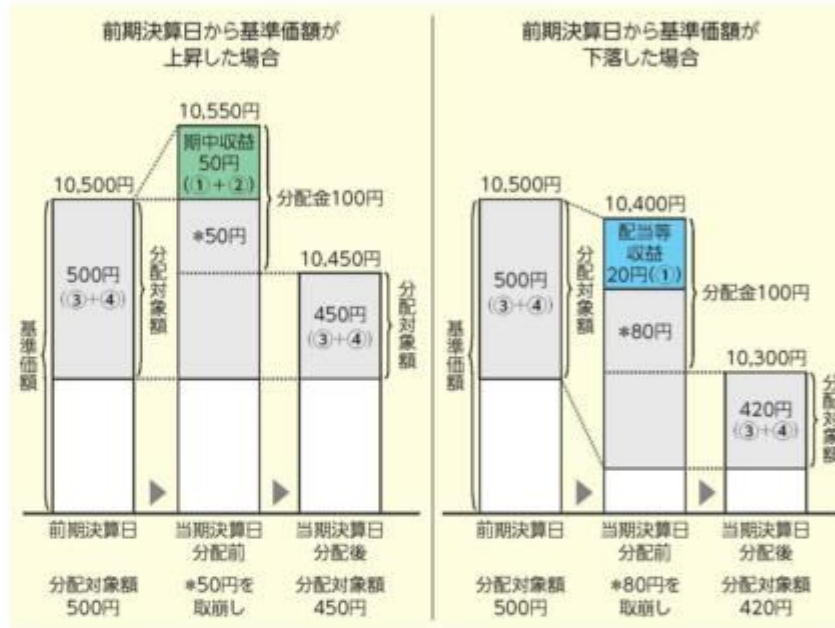 前期決算日から基準価額が
上昇した場合
10,550円
期中収益
50円
(①+②)
10,500円
分配金100円
*50円
10,450円
500円
(③+④)
分配対象額
450円
(③+④)
分配対象額
基準価額
前期決算日
当期決算日
分配前
当期決算日
分配後
分配対象額
500円
*50円を
取崩し
分配対象額
450円
前期決算日から基準価額が
下落した場合
10,500円
10,400円
配当等
収益
20円(①)
500円
(③+④)
分配対象額
分配金100円
*80円
10,300円
420円
(③+④)
分配対象額
基準価額
前期決算日
当期決算日
分配前
当期決算日
分配後
分配対象額
500円
*80円を
取崩し
分配対象額
420円